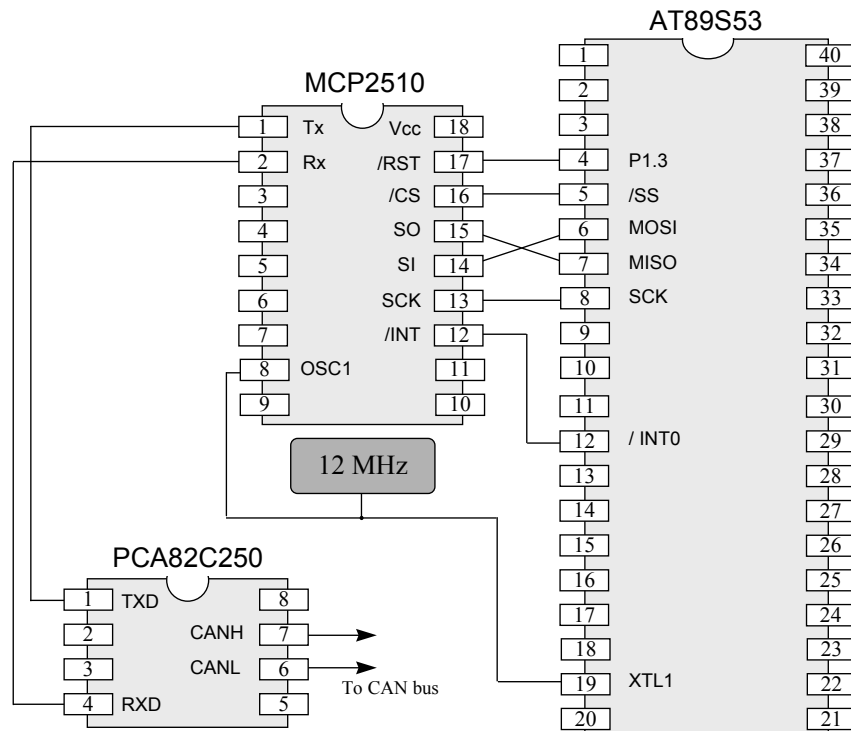 AT89S53
1 40
2 39
3 38
4 P1.3 37
5 /SS 36
6 MOSI 35
7 MISO 34
8 SCK 33
9 32
10 31
11 30
12 / INT0 29
13 28
14 27
15 26
16 25
17 24
18 23
19 XTL1 22
20 21
MCP2510
1 Tx Vcc 18
2 Rx /RST 17
3 /CS 16
4 SO 15
5 SI 14
6 SCK 13
7 /INT 12
8 OSC1 11
9 10
12 MHz
PCA82C250
1 TXD 8
2 CANH 7
3 CANL 6
4 RXD 5
To CAN bus